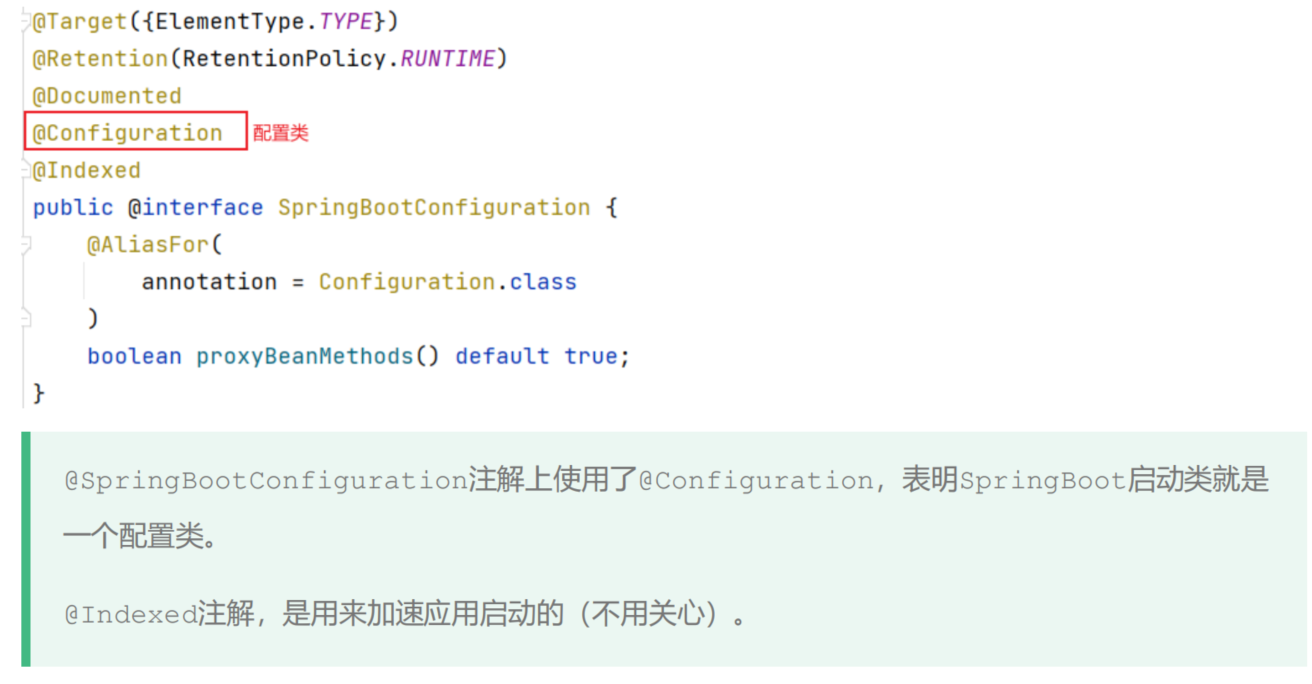 @Target({ElementType.TYPE})
@Retention(RetentionPolicy.RUNTIME)
@Documented
@Configuration 配置类
@Indexed
public @interface SpringBootConfiguration {
    @AliasFor(
        annotation = Configuration.class
    )
    boolean proxyBeanMethods() default true;
}
@SpringBootConfiguration注解上使用了@Configuration，表明SpringBoot启动类就是
一个配置类。
@Indexed注解，是用来加速应用启动的（不用关心）。